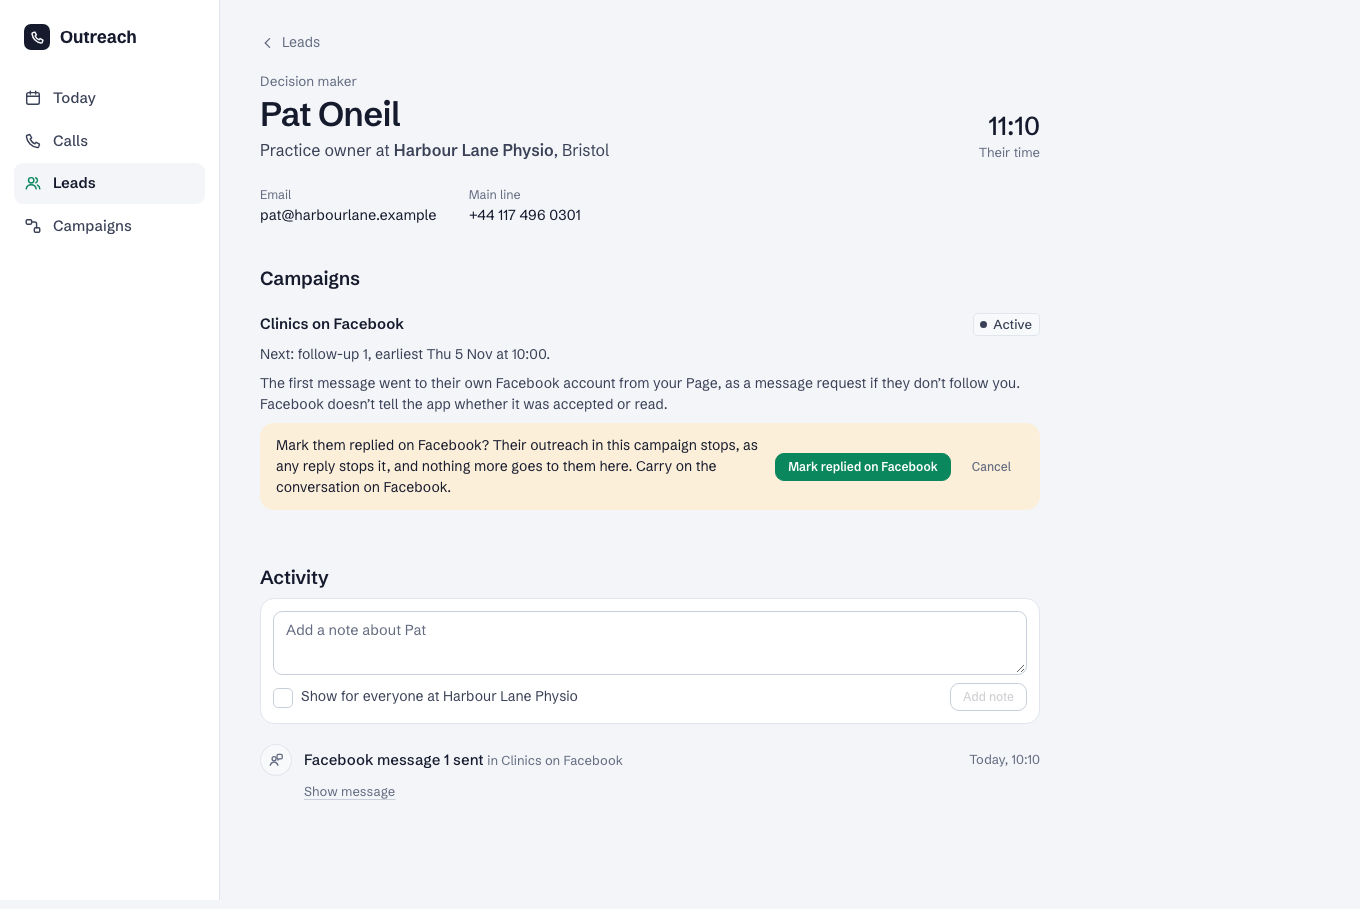 Outreach
Today
Calls
Leads
Campaigns
Leads
Decision maker
Pat Oneil
Practice owner at Harbour Lane Physio, Bristol
11:10
Their time
Email
pat@harbourlane.example
Main line
+44 117 496 0301
Campaigns
Clinics on Facebook
Active
Next: follow-up 1, earliest Thu 5 Nov at 10:00.
The first message went to their own Facebook account from your Page, as a message request if they don’t follow you.
Facebook doesn’t tell the app whether it was accepted or read.
Mark them replied on Facebook? Their outreach in this campaign stops, as
any reply stops it, and nothing more goes to them here. Carry on the
conversation on Facebook.
Mark replied on Facebook
Cancel
Activity
Add a note about Pat
Show for everyone at Harbour Lane Physio
Add note
Facebook message 1 sent in Clinics on Facebook
Today, 10:10
Show message